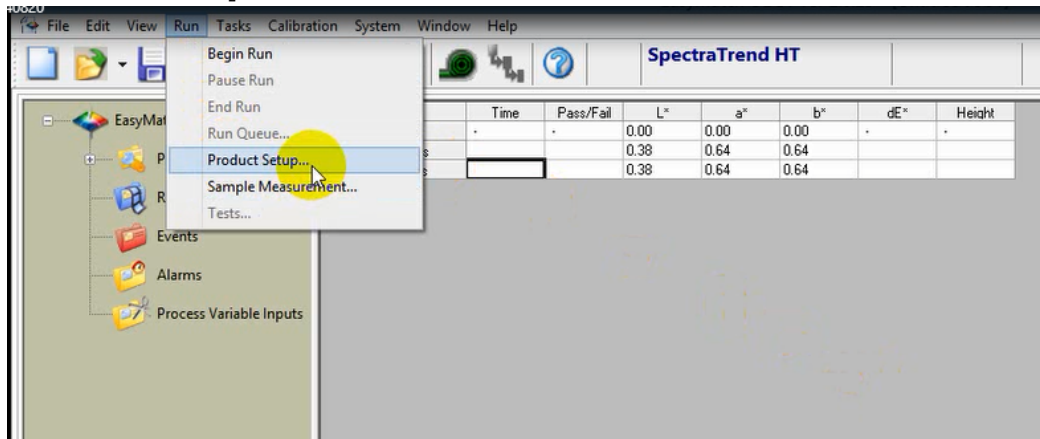 40820
File Edit View Run Tasks Calibration System Window Help
Begin Run
Pause Run
End Run
Run Queue...
Product Setup...
Sample Measurement...
Tests...
SpectraTrend HT
Time Pass/Fail L* a* b* dE* Height
0.00 0.00 0.00
0.38 0.64 0.64
0.38 0.64 0.64
EasyMat
P
R
Events
Alarms
Process Variable Inputs